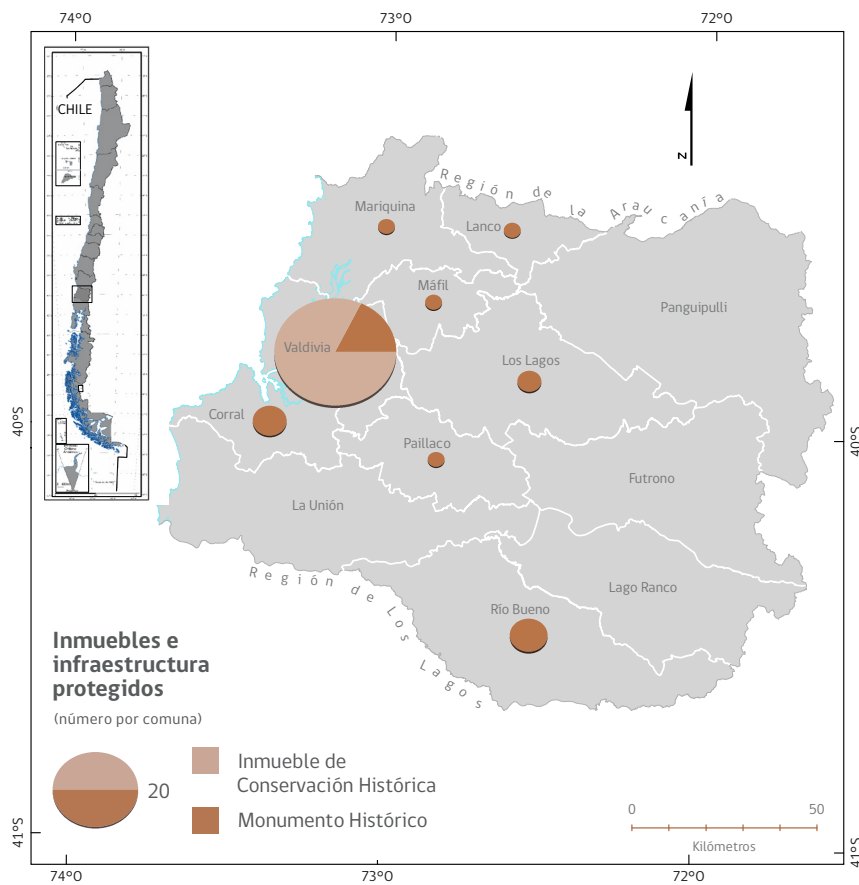 74°O
73°O
72°O
CHILE
N
Región de la Araucanía
Mariquina
Lanco
Máfil
Panguipulli
Valdivia
Los Lagos
Corral
40°S
40°S
Paillaco
Futrono
La Unión
Región de Los Lagos
Lago Ranco
Río Bueno
Inmuebles e
infraestructura
protegidos
(número por comuna)
20
Inmueble de
Conservación Histórica
Monumento Histórico
0
50
Kilómetros
41°S
41°S
74°O
73°O
72°O